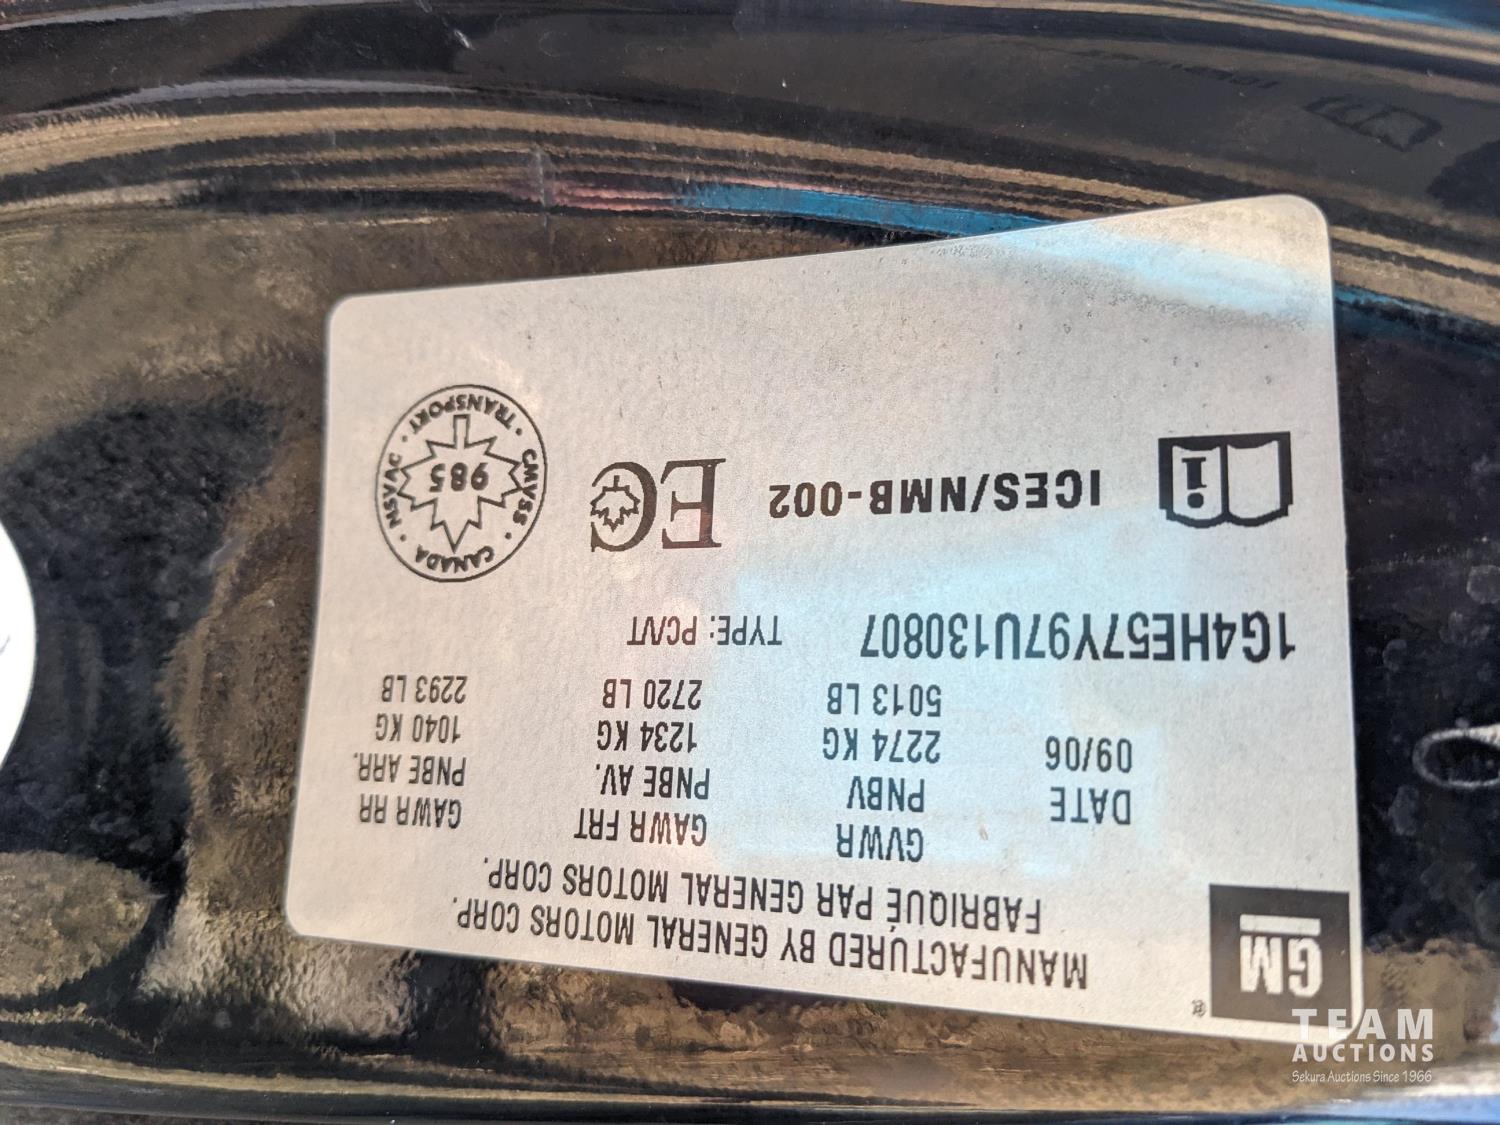 GM
®
MANUFACTURED BY GENERAL MOTORS CORP.
FABRIQUÉ PAR GENERAL MOTORS CORP.
DATE GVWR GAWR FRT GAWR RR
PNBV PNBE AV. PNBE ARR.
09/06 2274 KG 1234 KG 1040 KG
5013 LB 2720 LB 2293 LB
1G4HE57Y97U130807 TYPE: PC/VT
i ICES/NMB-002 EC
CANADA • CMVSS • TRANSPORT • NSVAC •
985
TEAM
AUCTIONS
Sekura Auctions Since 1966